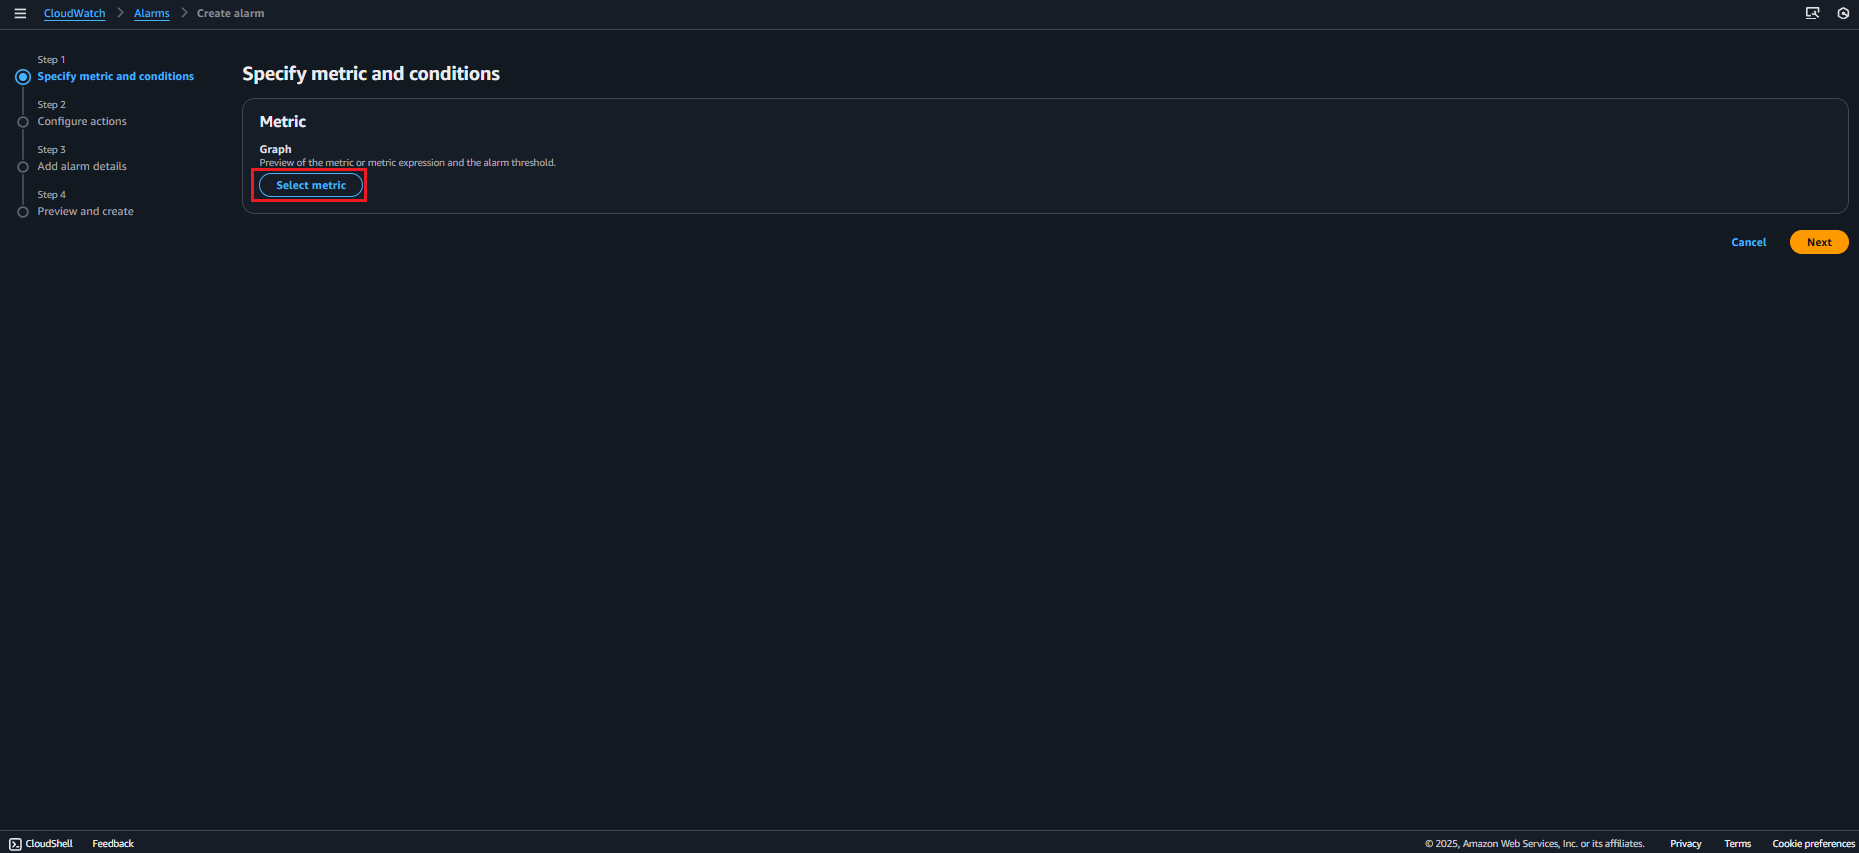 CloudWatch > Alarms > Create alarm
Step 1
Specify metric and conditions
Step 2
Configure actions
Step 3
Add alarm details
Step 4
Preview and create
Specify metric and conditions
Metric
Graph
Preview of the metric or metric expression and the alarm threshold.
Select metric
Cancel
Next
CloudShell
Feedback
© 2025, Amazon Web Services, Inc. or its affiliates.
Privacy
Terms
Cookie preferences